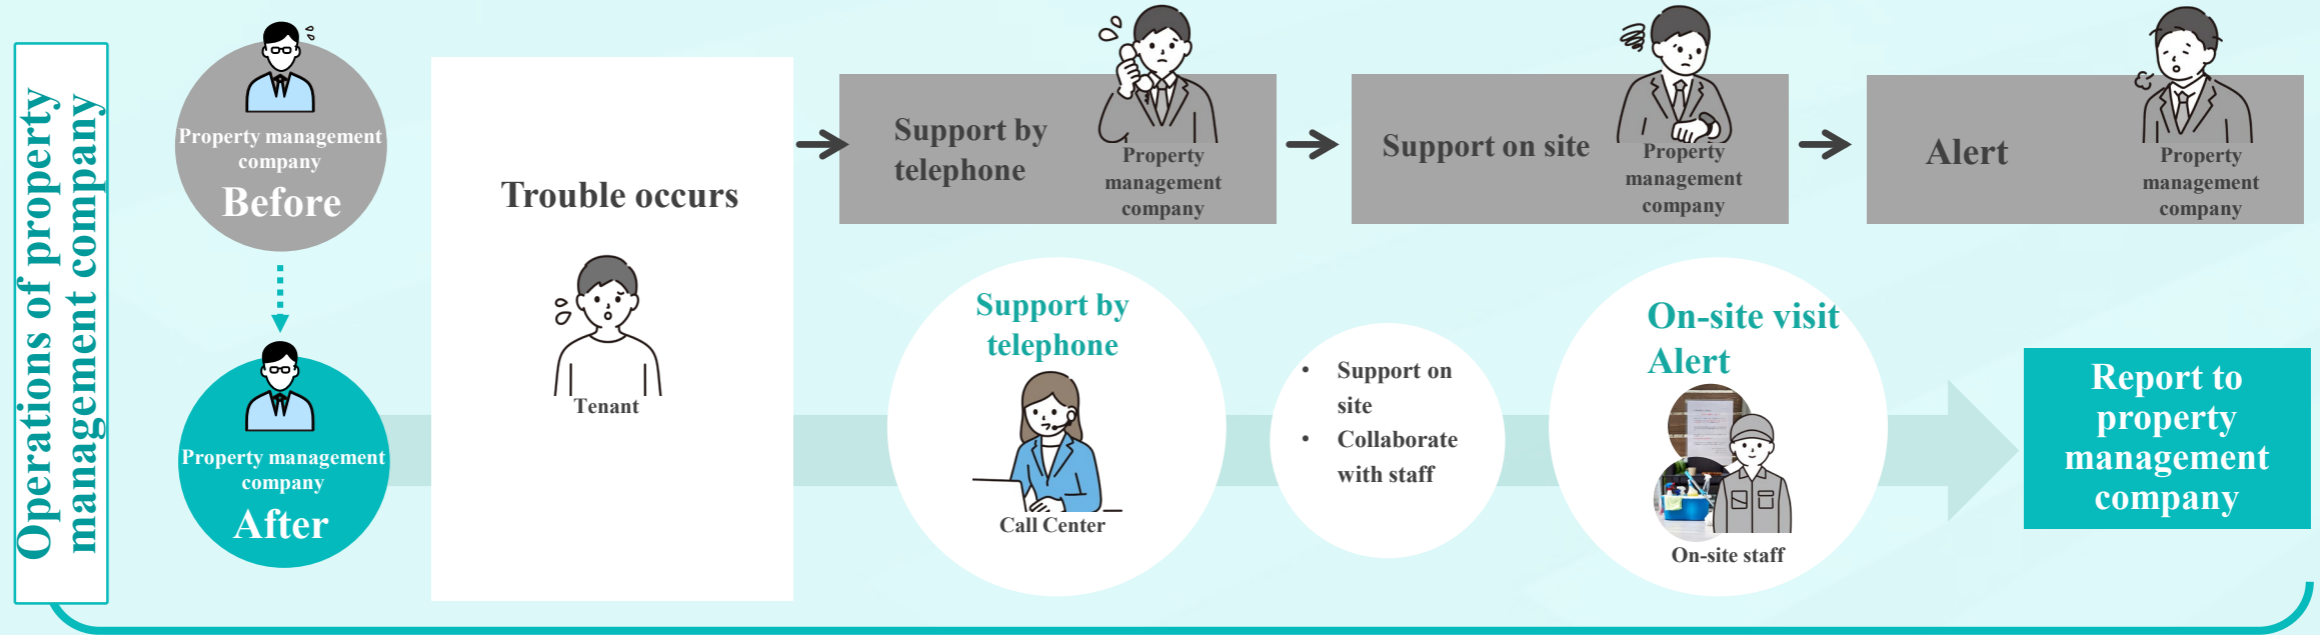 Operations of property
management company
Property management
company
Before
Trouble occurs
Tenant
Support by
telephone
Property
management
company
Support on site
Property
management
company
Alert
Property
management
company
Property management
company
After
Support by
telephone
Call Center
• Support on
site
• Collaborate
with staff
On-site visit
Alert
On-site staff
Report to
property
management
company